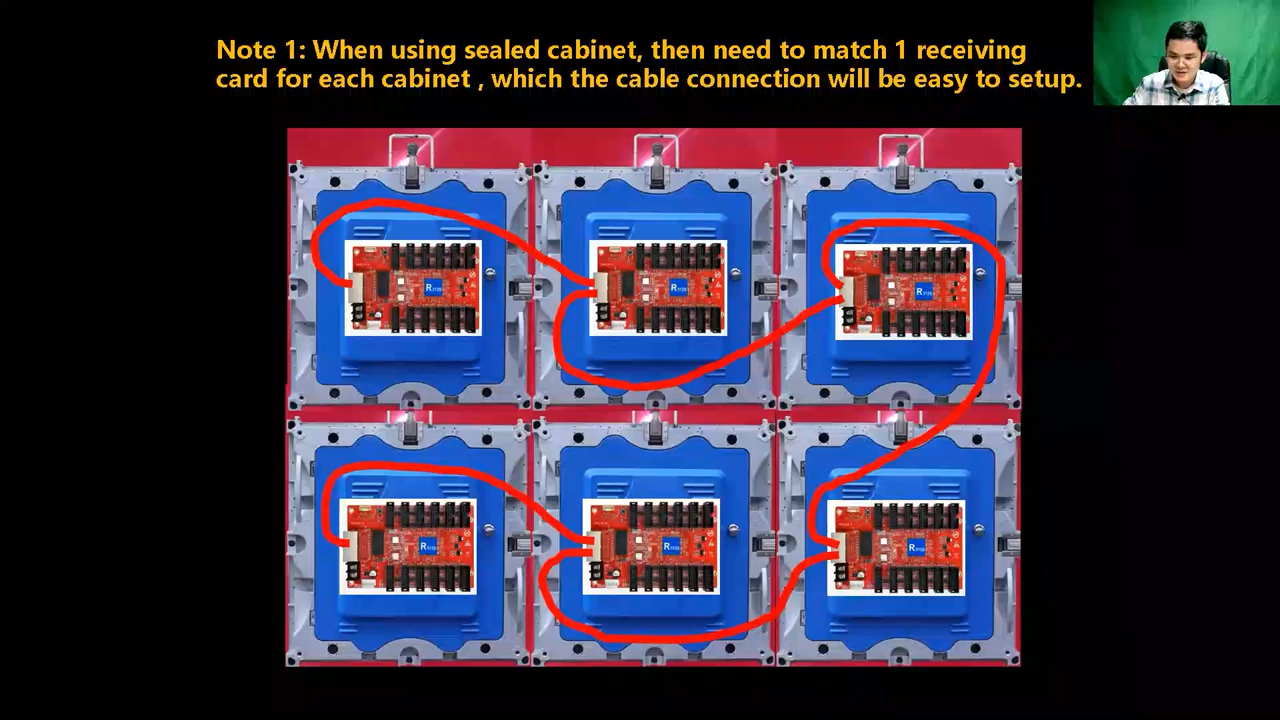 Note 1: When using sealed cabinet, then need to match 1 receiving
card for each cabinet , which the cable connection will be easy to setup.